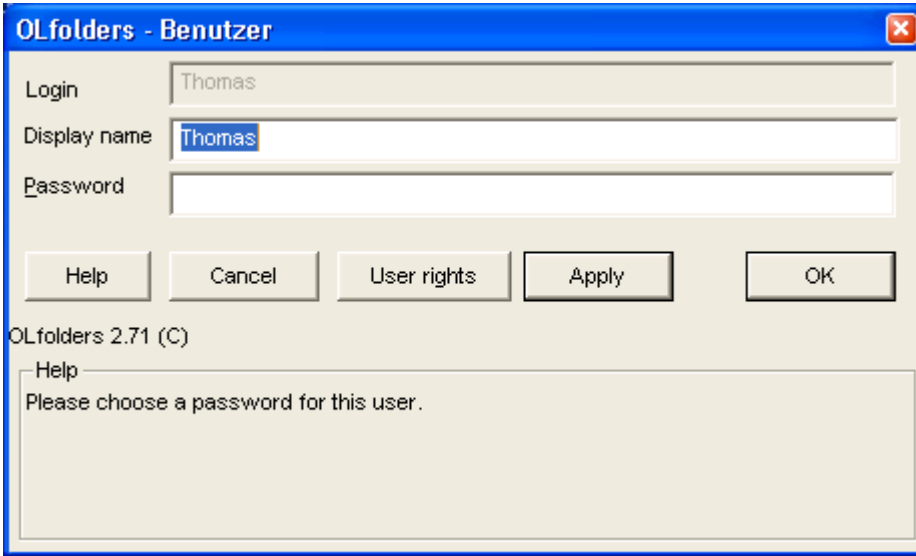 OLfolders - Benutzer
Login Thomas
Display name Thomas
Password
Help Cancel User rights Apply OK
OLfolders 2.71 (C)
Help
Please choose a password for this user.